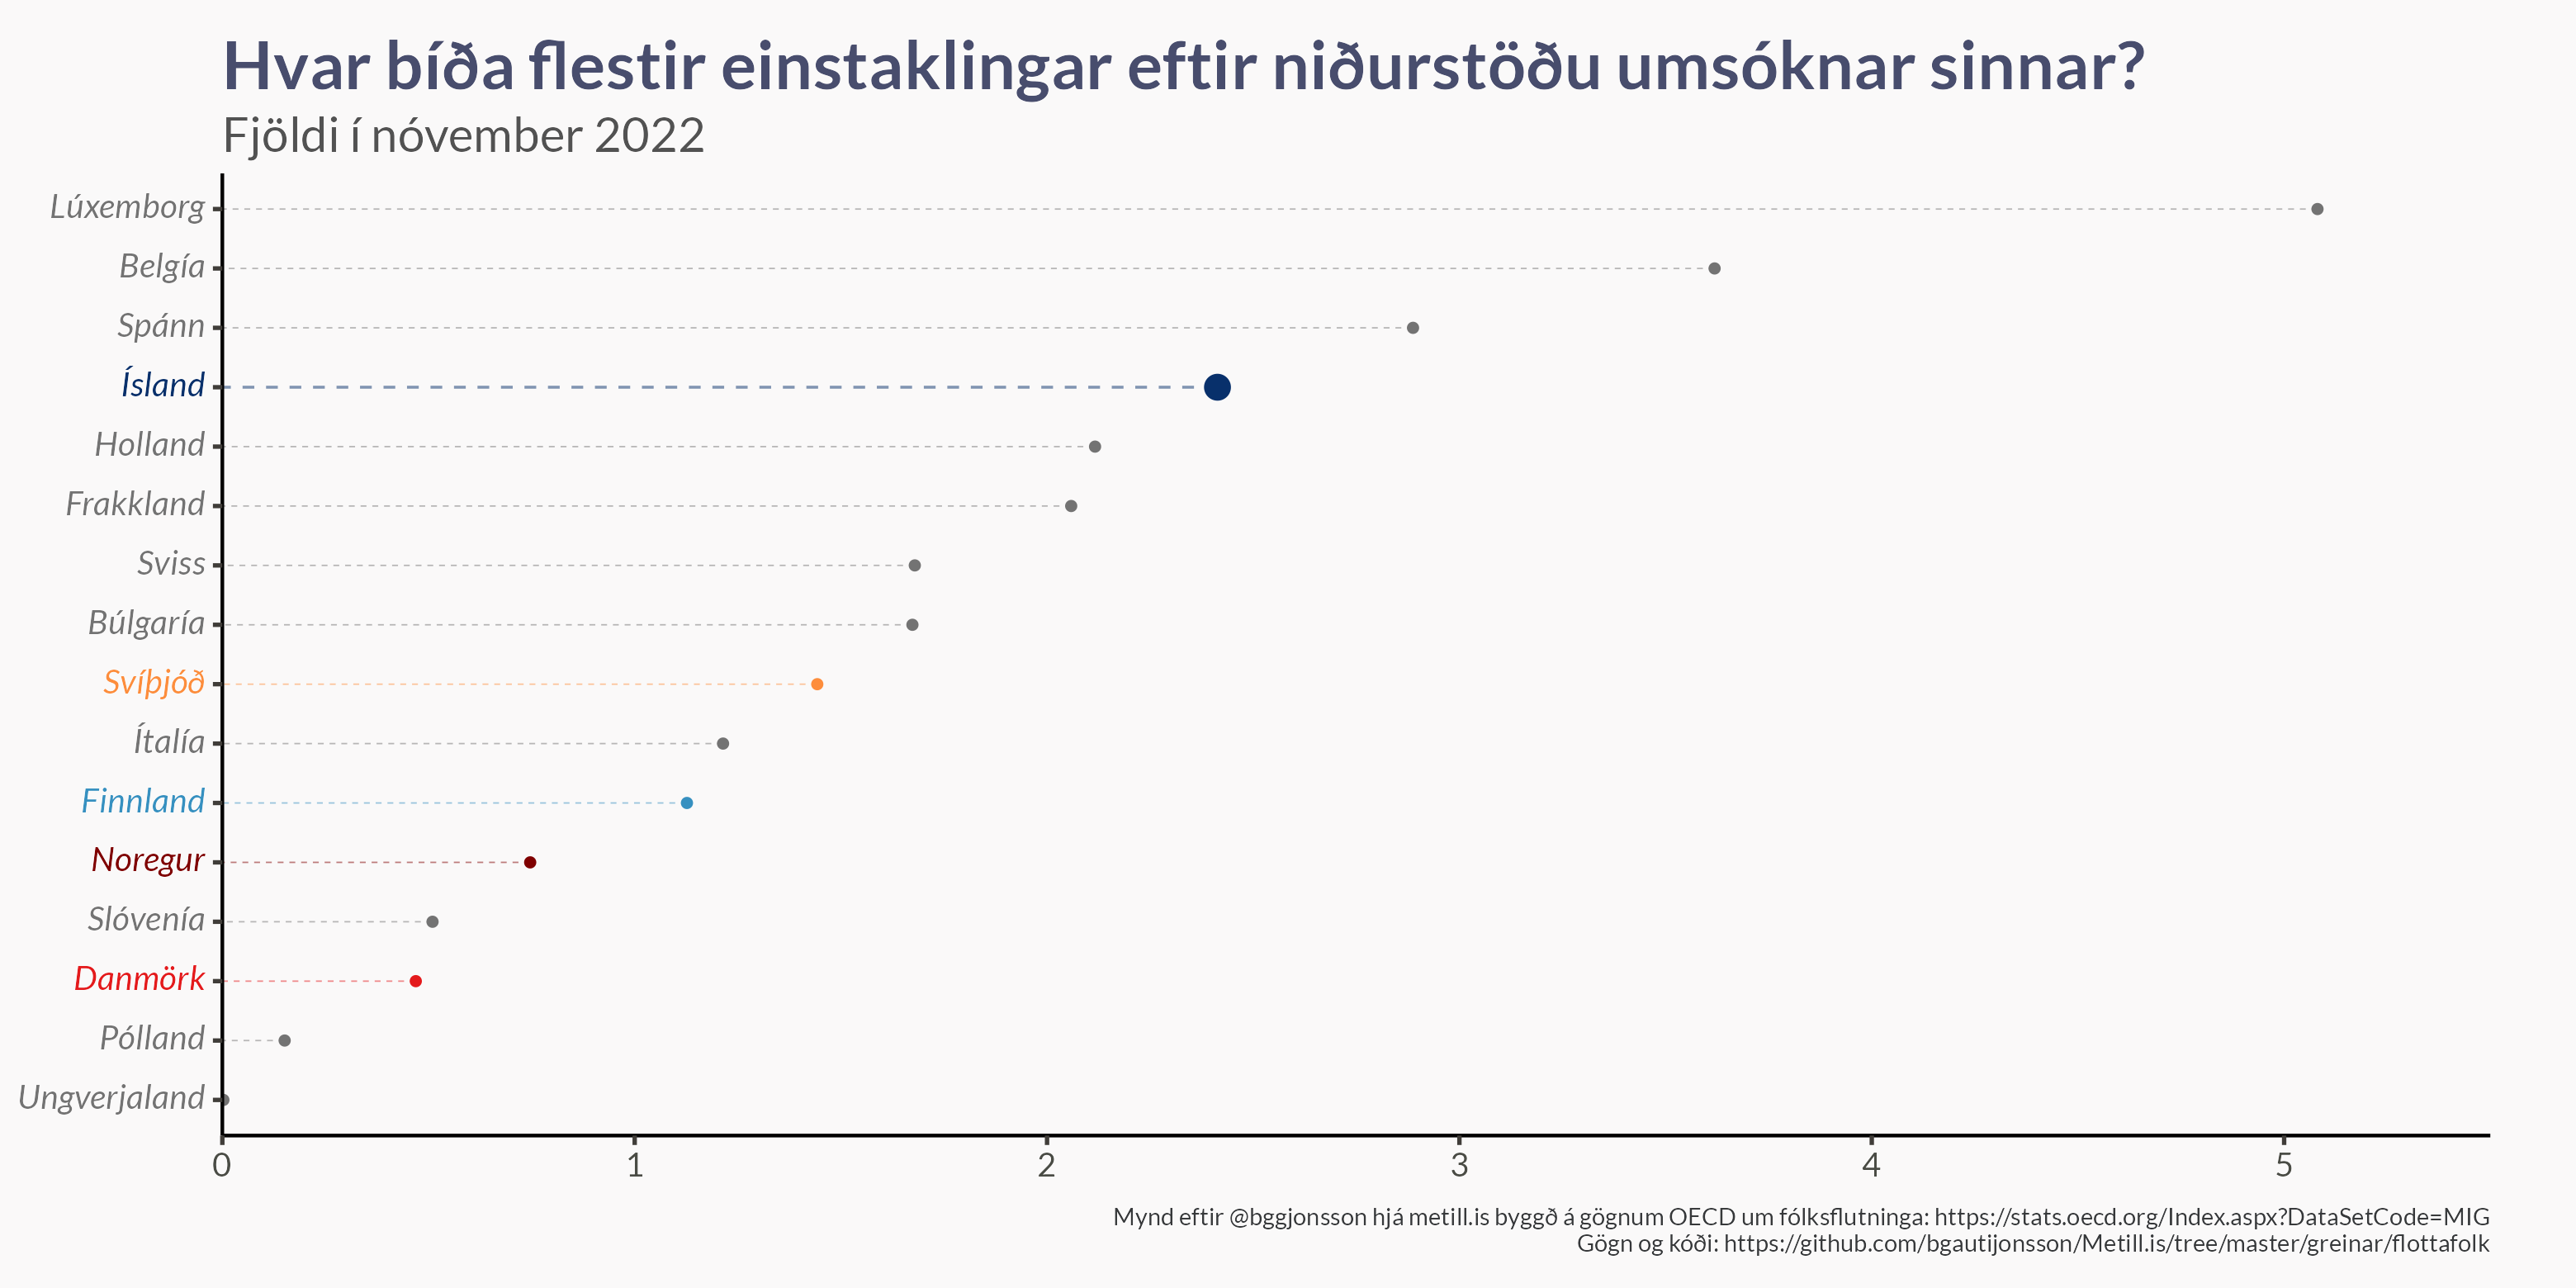 Hvar bíða flestir einstaklingar eftir niðurstöðu umsóknar sinnar?
Fjöldi í nóvember 2022
Lúxemborg
Belgía
Spánn
Ísland
Holland
Frakkland
Sviss
Búlgaría
Svíþjóð
Ítalía
Finnland
Noregur
Slóvenía
Danmörk
Pólland
Ungverjaland
0 1 2 3 4 5
Mynd eftir @bggjonsson hjá metill.is byggð á gögnum OECD um fólksflutninga: https://stats.oecd.org/Index.aspx?DataSetCode=MIG
Gögn og kóði: https://github.com/bgautijonsson/Metill.is/tree/master/greinar/flottafolk